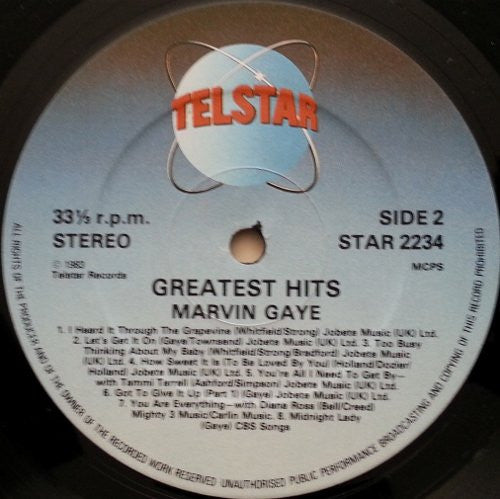 TELSTAR
33⅓ r.p.m.
STEREO
SIDE 2
STAR 2234
℗ 1983
Telstar Records
MCPS
GREATEST HITS
MARVIN GAYE
1. I Heard It Through The Grapevine (Whitfield/Strong) Jobete Music (UK) Ltd.
2. Let's Get It On (Gaye/Townsend) Jobete Music (UK) Ltd. 3. Too Busy
Thinking About My Baby (Whitfield/Strong/Bradford) Jobete Music
(UK) Ltd. 4. How Sweet It Is (To Be Loved By You) (Holland/Dozier/
Holland) Jobete Music (UK) Ltd. 5. You're All I Need To Get By—
with Tammi Terrell (Ashford/Simpson) Jobete Music (UK) Ltd.
6. Got To Give It Up (Part 1) (Gaye) Jobete Music (UK) Ltd.
7. You Are Everything—with Diana Ross (Bell/Creed)
Mighty 3 Music/Carlin Music. 8. Midnight Lady
(Gaye) CBS Songs
ALL RIGHTS OF THE PRODUCER AND OF THE OWNER OF THE RECORDED WORK RESERVED · UNAUTHORISED PUBLIC PERFORMANCE BROADCASTING AND COPYING OF THIS RECORD PROHIBITED